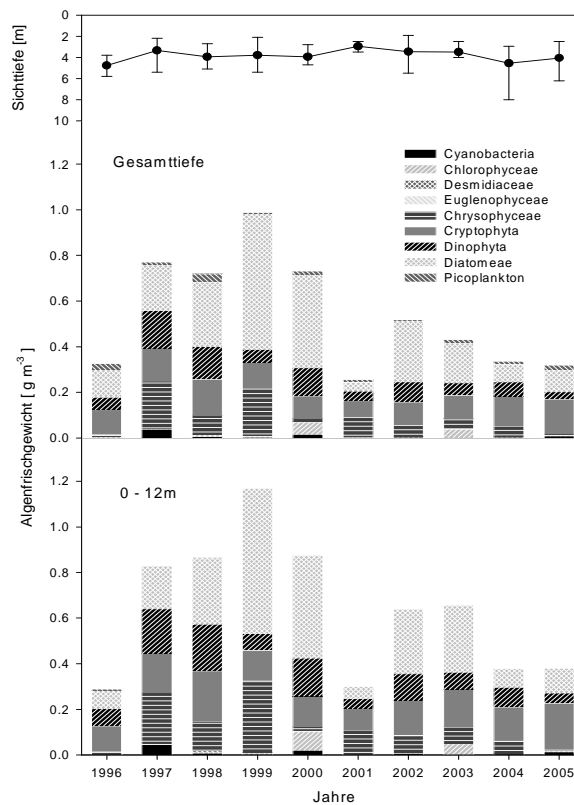 0
2
4
6
8
10
Sichttiefe [m]
Gesamttiefe
Cyanobacteria
Chlorophyceae
Desmidiaceae
Euglenophyceae
Chrysophyceae
Cryptophyta
Dinophyta
Diatomeae
Picoplankton
1.2
1.0
0.8
0.6
0.4
0.2
0.0
Algenfrischgewicht [ g m-3 ]
0 - 12m
1.2
1.0
0.8
0.6
0.4
0.2
0.0
1996 1997 1998 1999 2000 2001 2002 2003 2004 2005
Jahre